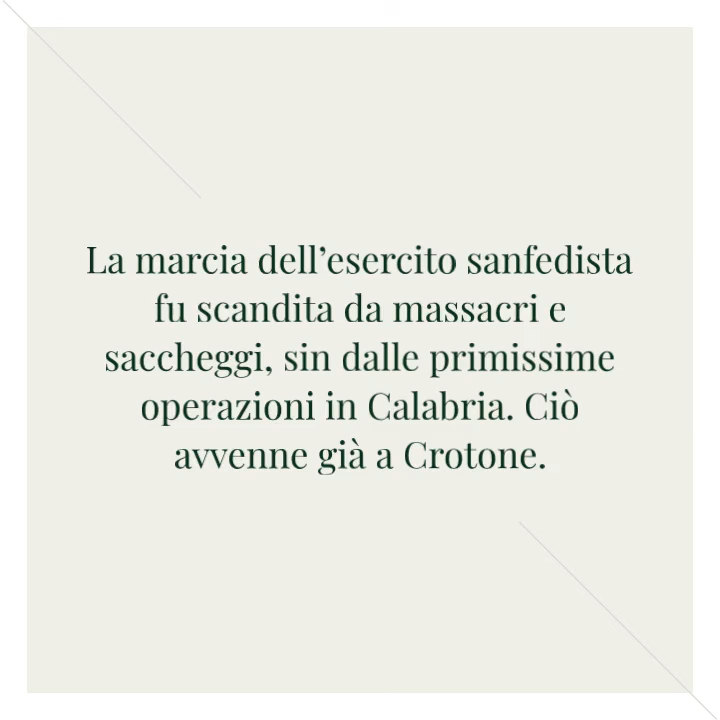 La marcia dell’esercito sanfedista
fu scandita da massacri e
saccheggi, sin dalle primissime
operazioni in Calabria. Ciò
avvenne già a Crotone.